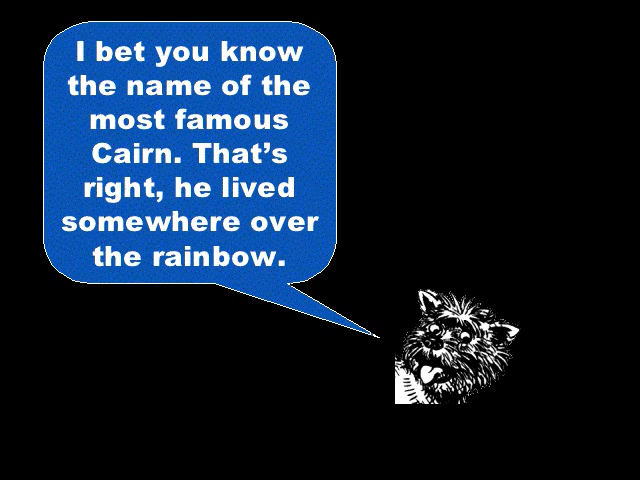 I bet you know
the name of the
most famous
Cairn. That’s
right, he lived
somewhere over
the rainbow.